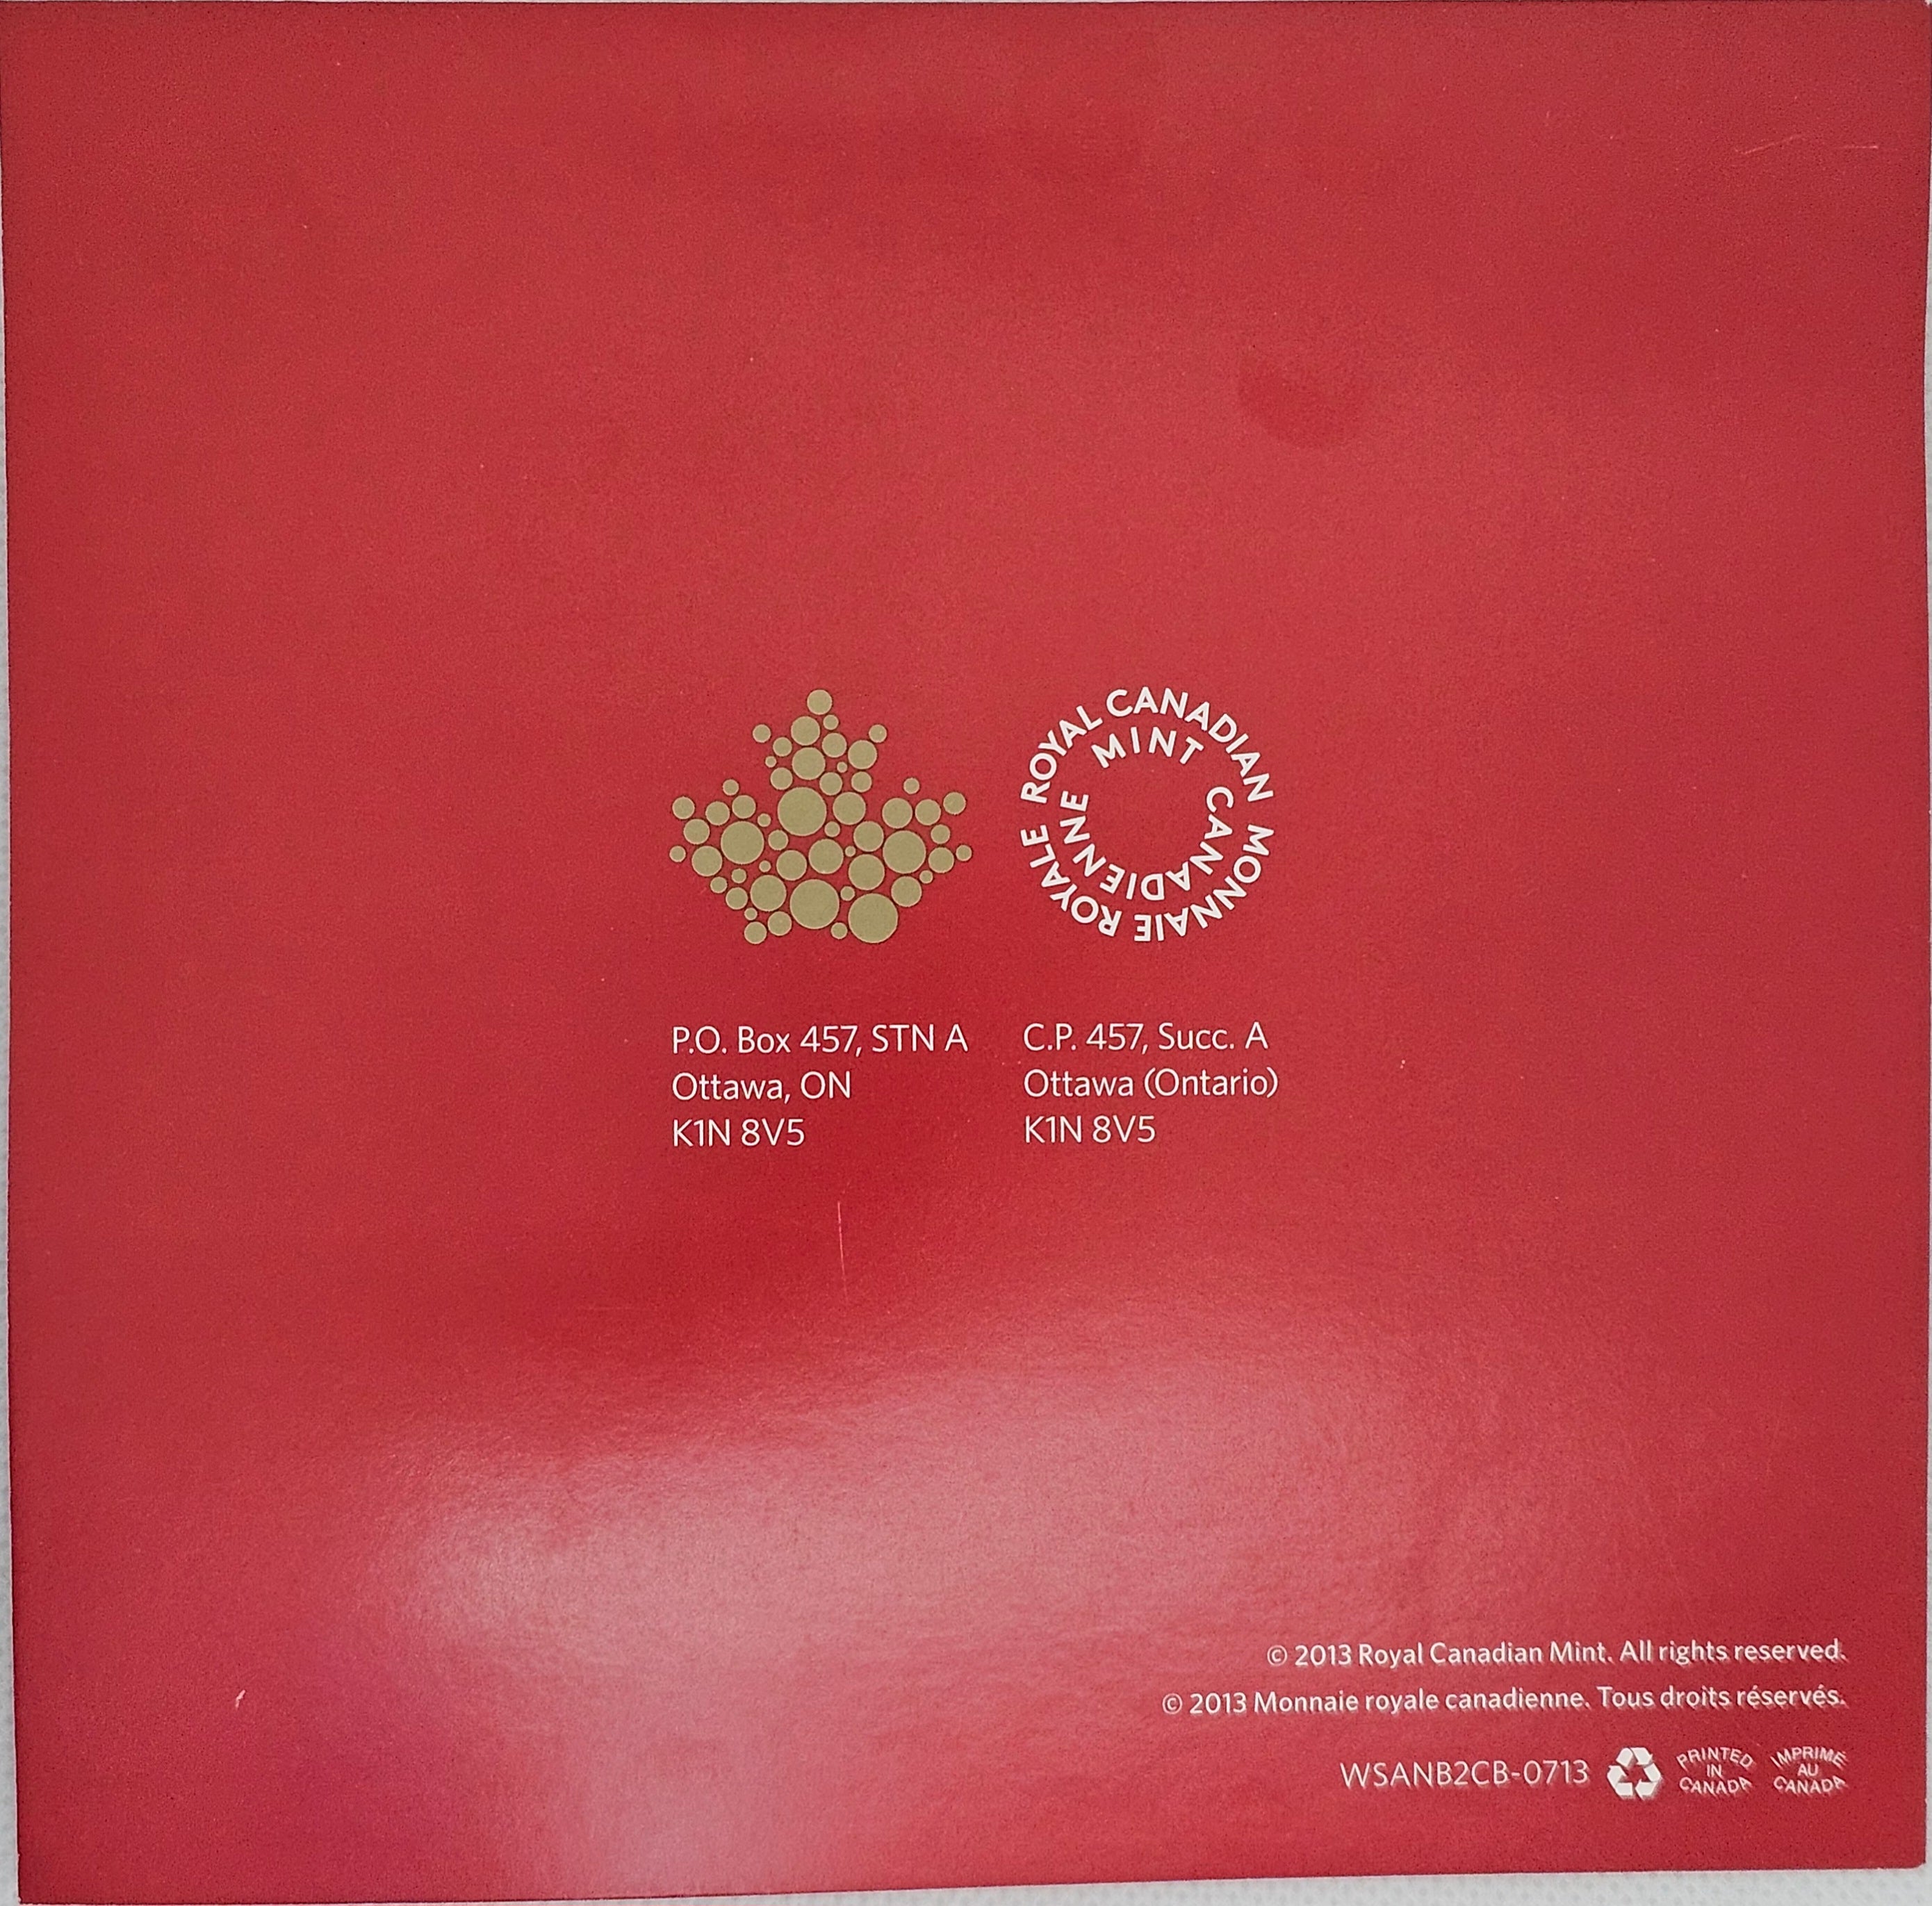 ROYAL CANADIAN MINT
MONNAIE ROYALE CANADIENNE
P.O. Box 457, STN A
Ottawa, ON
K1N 8V5
C.P. 457, Succ. A
Ottawa (Ontario)
K1N 8V5
© 2013 Royal Canadian Mint. All rights reserved.
© 2013 Monnaie royale canadienne. Tous droits réservés.
WSANB2CB-0713
PRINTED
IN
CANADA
IMPRIMÉ
AU
CANADA